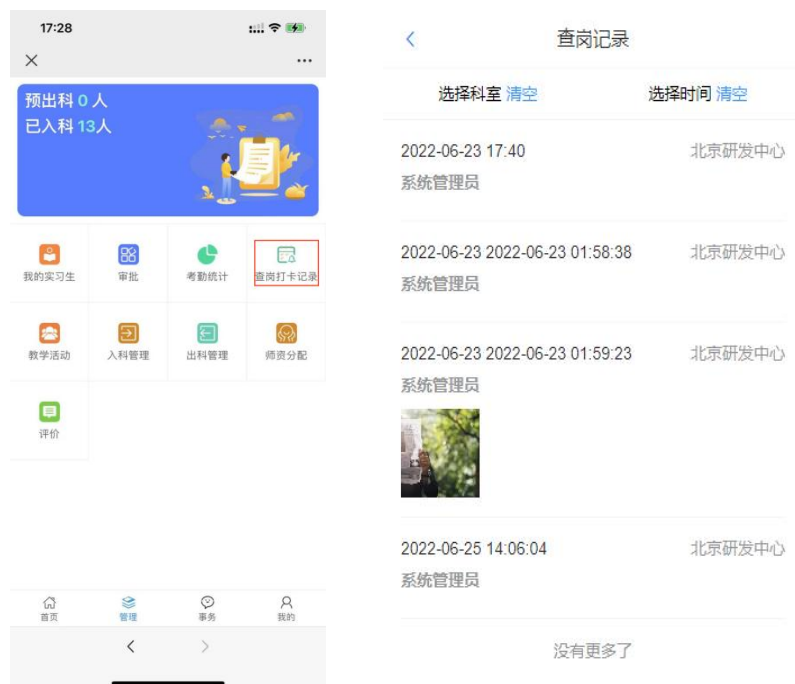 17:28
预出科 0 人
已入科 13人
我的实习生
审批
考勤统计
查岗打卡记录
教学活动
入科管理
出科管理
师资分配
评价
首页
管理
事务
我的
查岗记录
选择科室 清空
选择时间 清空
2022-06-23 17:40
北京研发中心
系统管理员
2022-06-23 2022-06-23 01:58:38
北京研发中心
系统管理员
2022-06-23 2022-06-23 01:59:23
北京研发中心
系统管理员
2022-06-25 14:06:04
北京研发中心
系统管理员
没有更多了